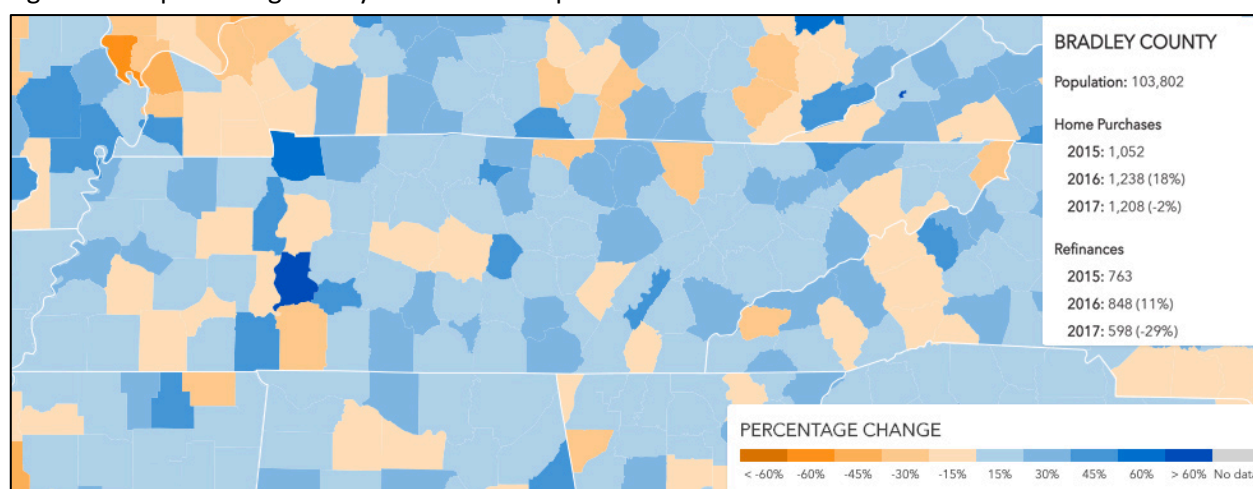 BRADLEY COUNTY
Population: 103,802
Home Purchases
2015: 1,052
2016: 1,238 (18%)
2017: 1,208 (-2%)
Refinances
2015: 763
2016: 848 (11%)
2017: 598 (-29%)
PERCENTAGE CHANGE
< -60% -60% -45% -30% -15% 15% 30% 45% 60% > 60% No data